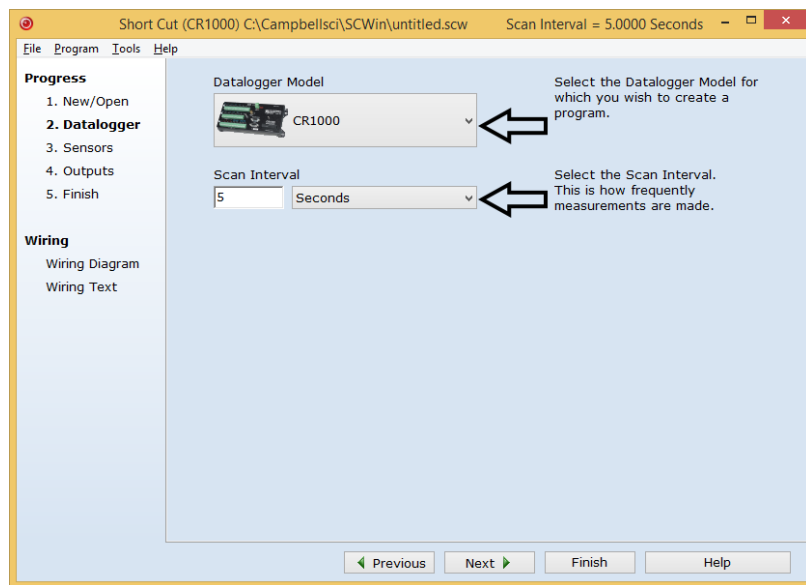 Short Cut (CR1000) C:\Campbellsci\SCWin\untitled.scw Scan Interval = 5.0000 Seconds
File Program Tools Help
Progress
1. New/Open
2. Datalogger
3. Sensors
4. Outputs
5. Finish
Wiring
Wiring Diagram
Wiring Text
Datalogger Model
CR1000
Select the Datalogger Model for
which you wish to create a
program.
Scan Interval
5 Seconds
Select the Scan Interval.
This is how frequently
measurements are made.
Previous Next Finish Help